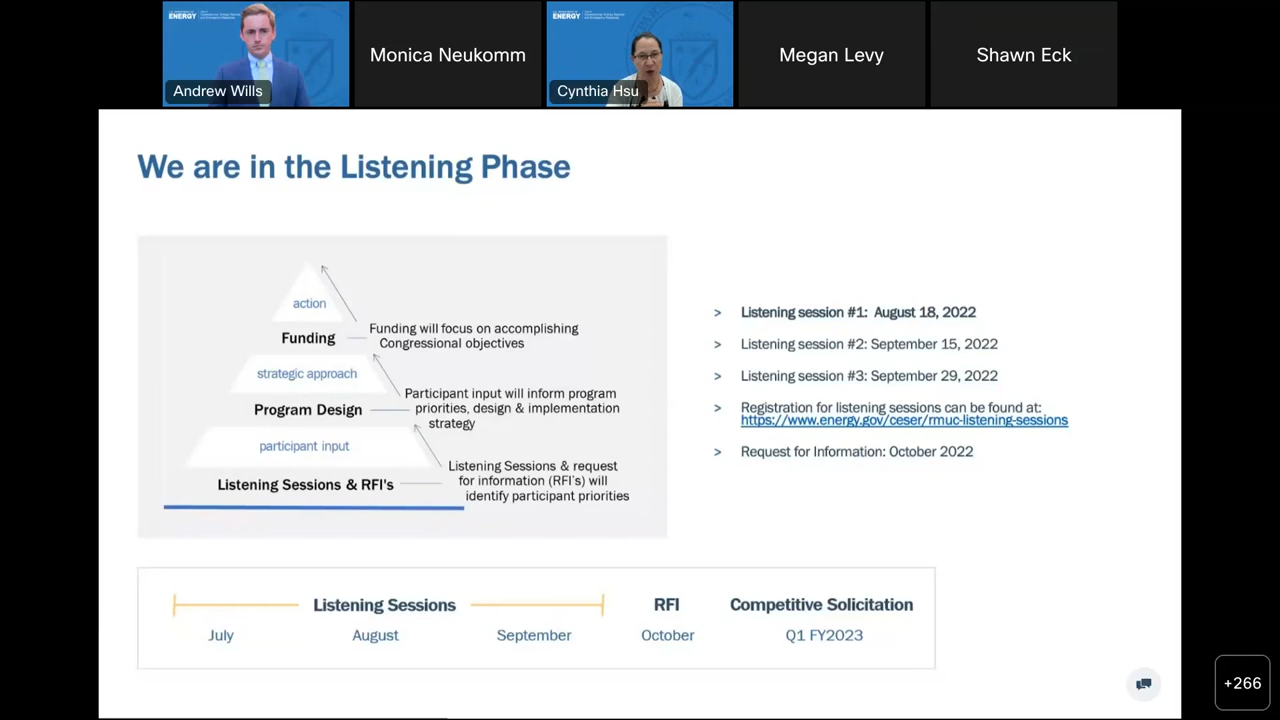 ENERGY
Andrew Wills
Monica Neukomm
ENERGY
Cynthia Hsu
Megan Levy
Shawn Eck
We are in the Listening Phase
action
Funding
Funding will focus on accomplishing
Congressional objectives
strategic approach
Program Design
Participant input will inform program
priorities, design & implementation
strategy
participant input
Listening Sessions & RFI's
Listening Sessions & request
for information (RFI's) will
identify participant priorities
> Listening session #1: August 18, 2022
> Listening session #2: September 15, 2022
> Listening session #3: September 29, 2022
> Registration for listening sessions can be found at:
https://www.energy.gov/ceser/rmuc-listening-sessions
> Request for Information: October 2022
Listening Sessions RFI Competitive Solicitation
July August September October Q1 FY2023
+266